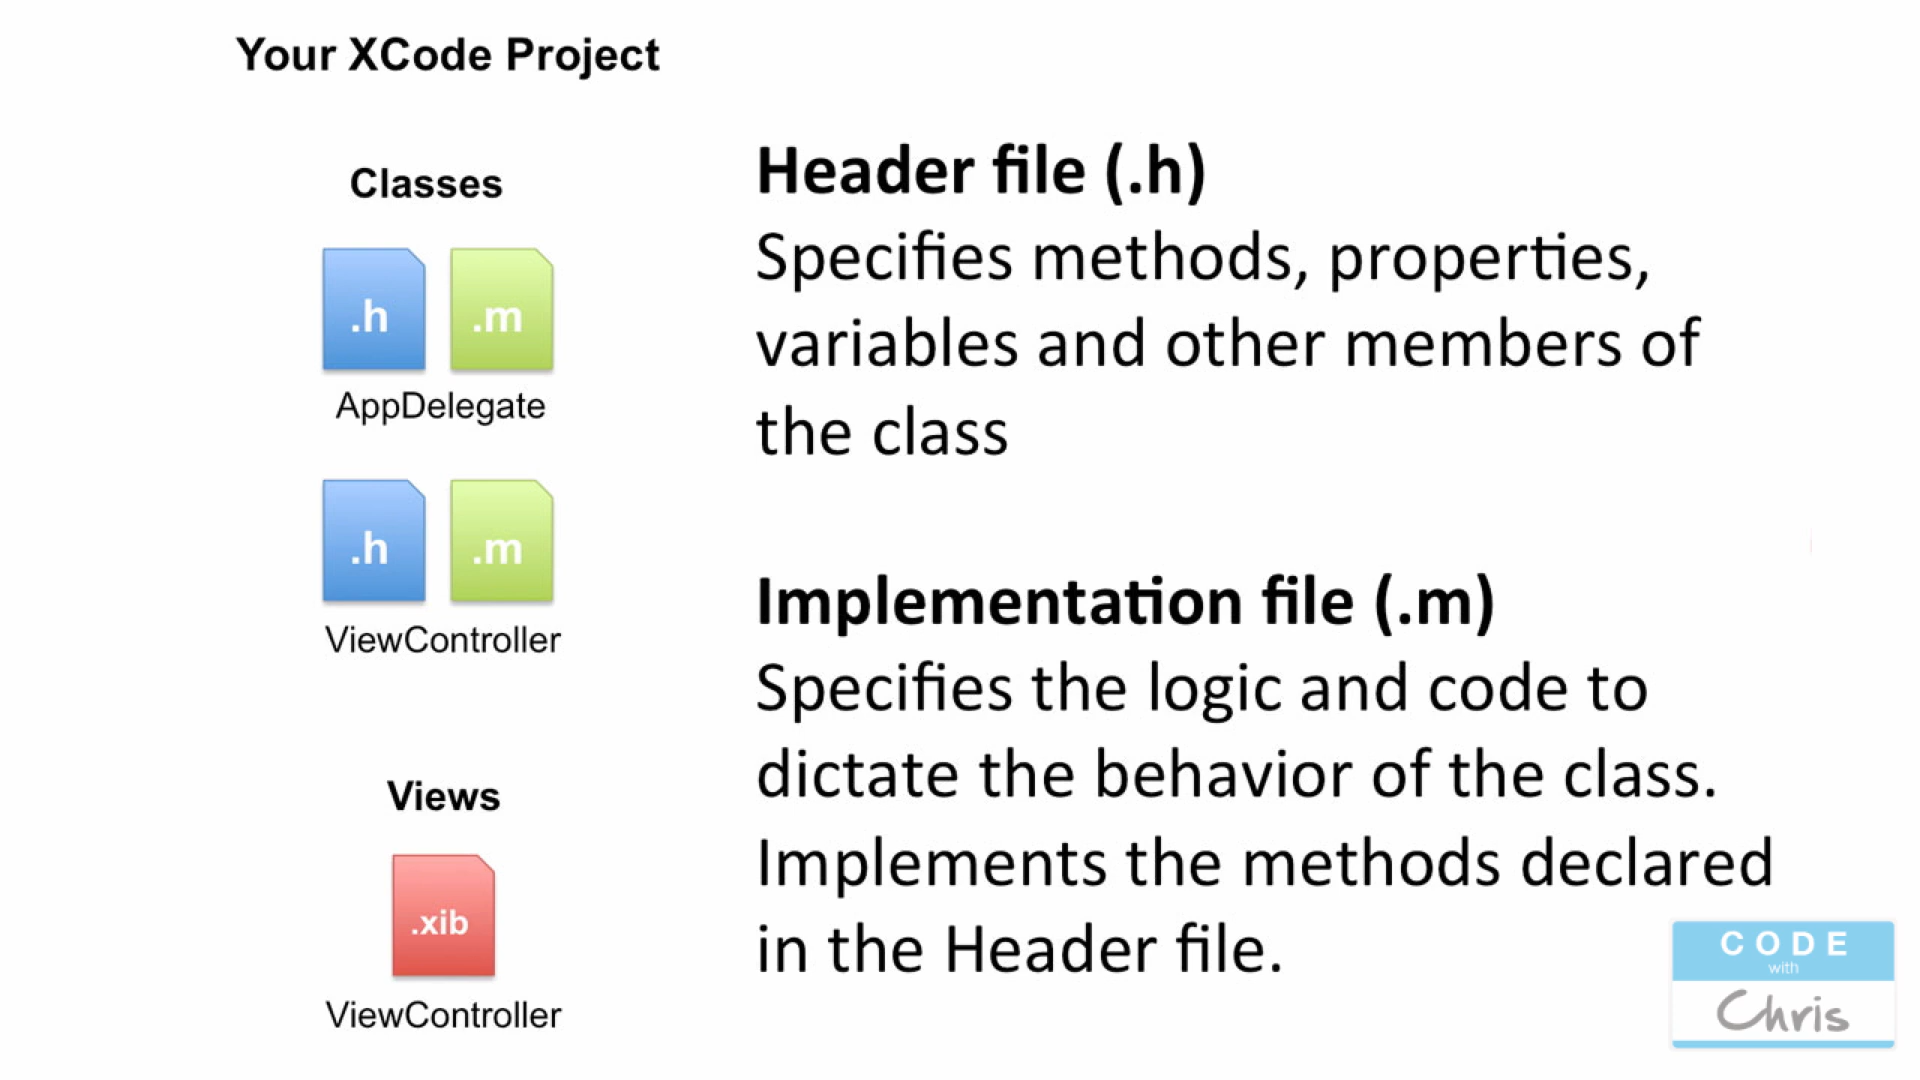 Your XCode Project
Classes
.h .m
AppDelegate
.h .m
ViewController
Views
.xib
ViewController
Header file (.h)
Specifies methods, properties,
variables and other members of
the class
Implementation file (.m)
Specifies the logic and code to
dictate the behavior of the class.
Implements the methods declared
in the Header file.
CODE
with
Chris